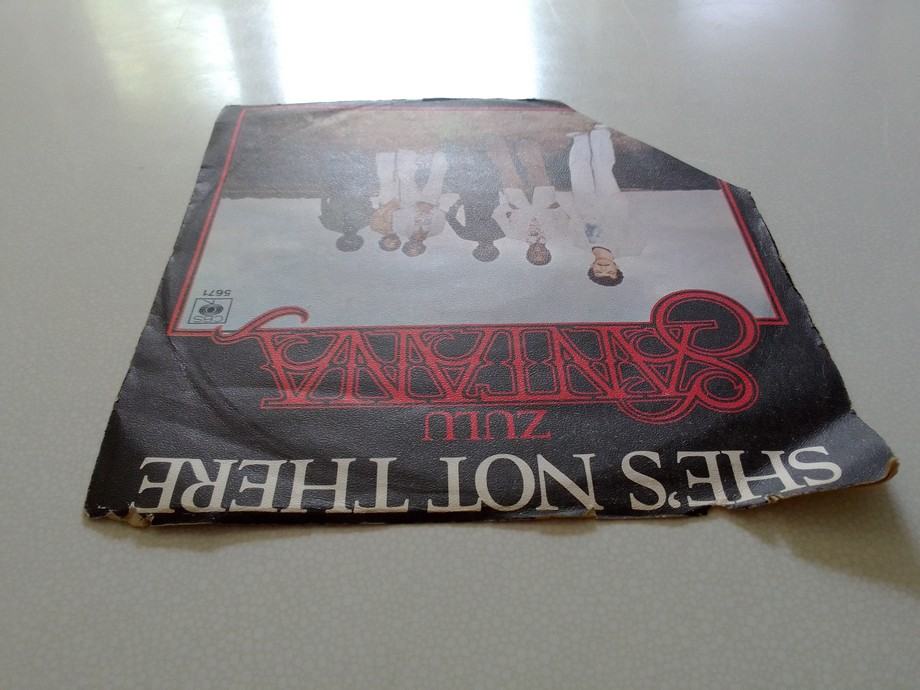 SHE'S NOT THERE
ZULU
SANTANA
CBS
5671